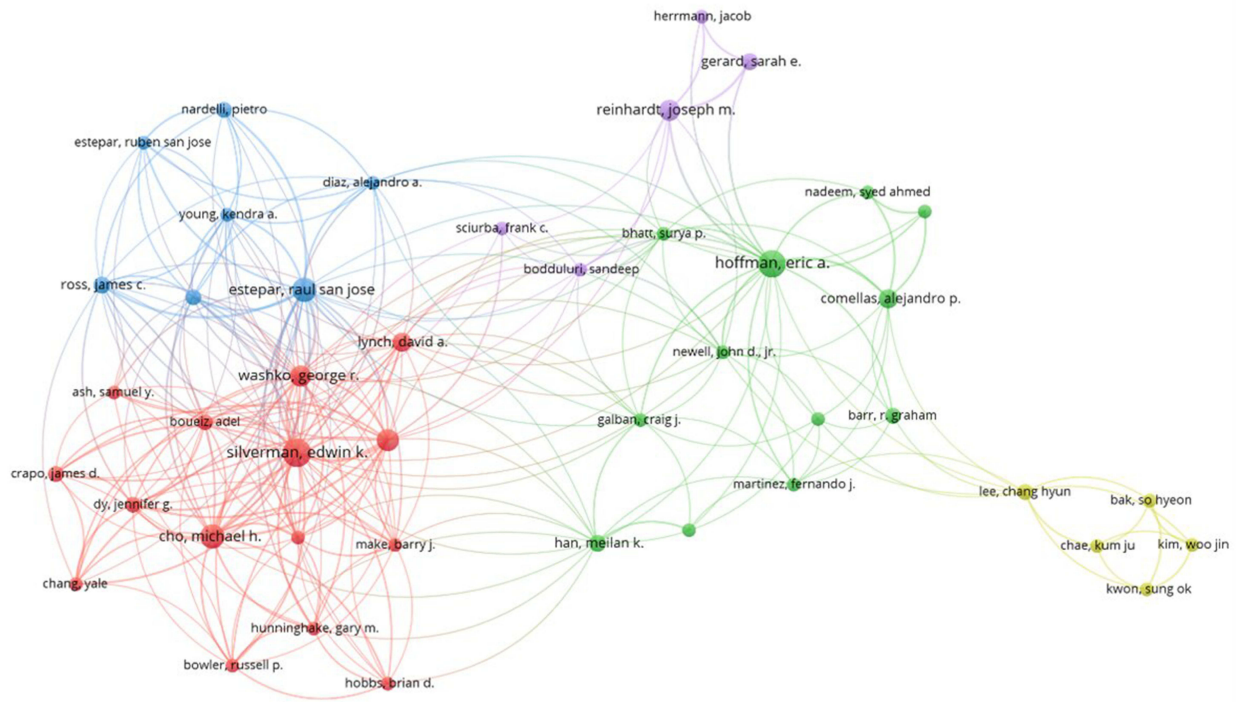 herrmann, jacob
gerard, sarah e.
reinhardt, joseph m.
nardelli, pietro
estepar, ruben san jose
diaz, alejandro a.
nadeem, syed ahmed
young, kendra a.
sciurba, frank c.
bhatt, surya p.
hoffman, eric a.
bodduluri, sandeep
ross, james c.
estepar, raul san jose
comellas, alejandro p.
lynch, david a.
newell, john d., jr.
washko, george r.
ash, samuel y.
boueiz, adel
galban, craig j.
barr, r. graham
silverman, edwin k.
crapo, james d.
martinez, fernando j.
lee, chang hyun
bak, so hyeon
dy, jennifer g.
cho, michael h.
make, barry j.
han, meilan k.
chae, kum ju
kim, woo jin
chang, yale
kwon, sung ok
hunninghake, gary m.
bowler, russell p.
hobbs, brian d.